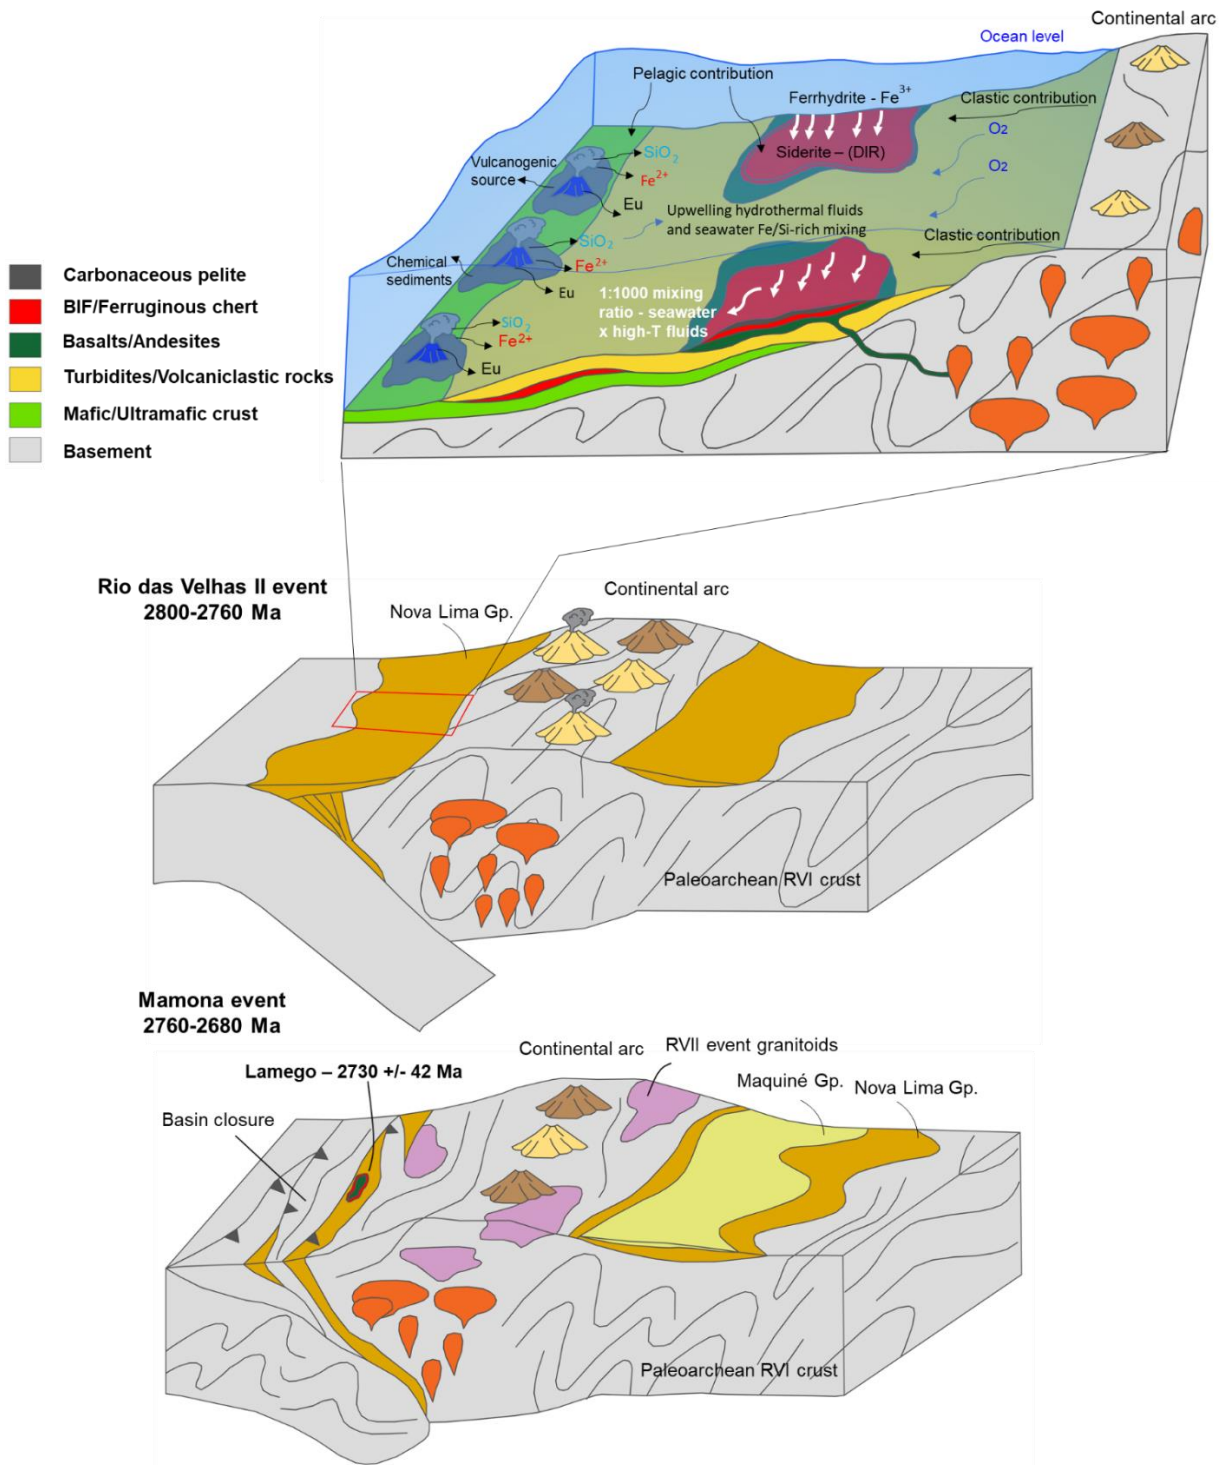 Continental arc
Ocean level
Pelagic contribution
Ferrhydrite - Fe3+
Clastic contribution
O2
Siderite – (DIR)
SiO2
Vulcanogenic
source
Fe2+
O2
Eu
Upwelling hydrothermal fluids
and seawater Fe/Si-rich mixing
SiO2
Clastic contribution
Chemical
sediments
Fe2+
Eu
1:1000 mixing
ratio - seawater
x high-T fluids
SiO2
Fe2+
Eu
Carbonaceous pelite
BIF/Ferruginous chert
Basalts/Andesites
Turbidites/Volcaniclastic rocks
Mafic/Ultramafic crust
Basement
Rio das Velhas II event
2800-2760 Ma
Continental arc
Nova Lima Gp.
Paleoarchean RVI crust
Mamona event
2760-2680 Ma
Continental arc
RVII event granitoids
Lamego – 2730 +/- 42 Ma
Maquiné Gp.
Nova Lima Gp.
Basin closure
Paleoarchean RVI crust